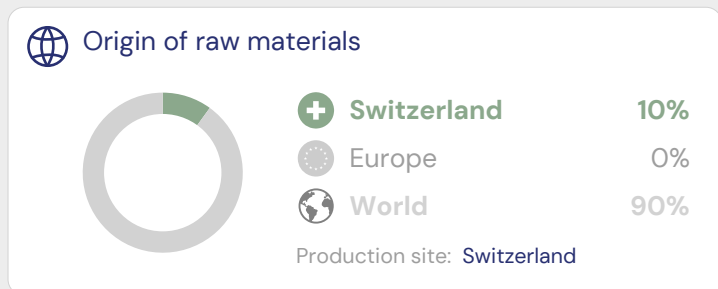 Origin of raw materials
Switzerland 10%
Europe 0%
World 90%
Production site: Switzerland